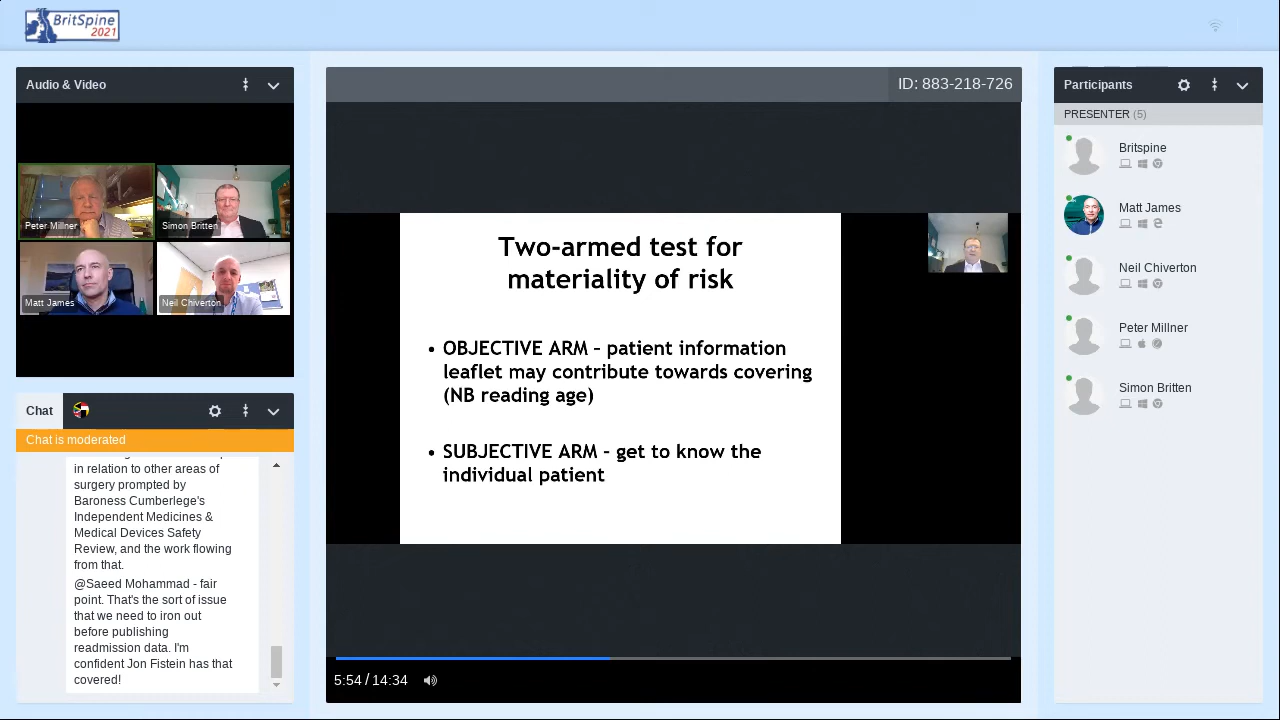 BritSpine
2021
Audio & Video
Peter Millner
Simon Britten
Matt James
Neil Chiverton
Chat
Chat is moderated
in relation to other areas of
surgery prompted by
Baroness Cumberlege's
Independent Medicines &
Medical Devices Safety
Review, and the work flowing
from that.
@Saeed Mohammad - fair
point. That's the sort of issue
that we need to iron out
before publishing
readmission data. I'm
confident Jon Fistein has that
covered!
ID: 883-218-726
Two-armed test for
materiality of risk
• OBJECTIVE ARM – patient information
leaflet may contribute towards covering
(NB reading age)
• SUBJECTIVE ARM – get to know the
individual patient
5:54 / 14:34
Participants
PRESENTER (5)
Britspine
Matt James
Neil Chiverton
Peter Millner
Simon Britten